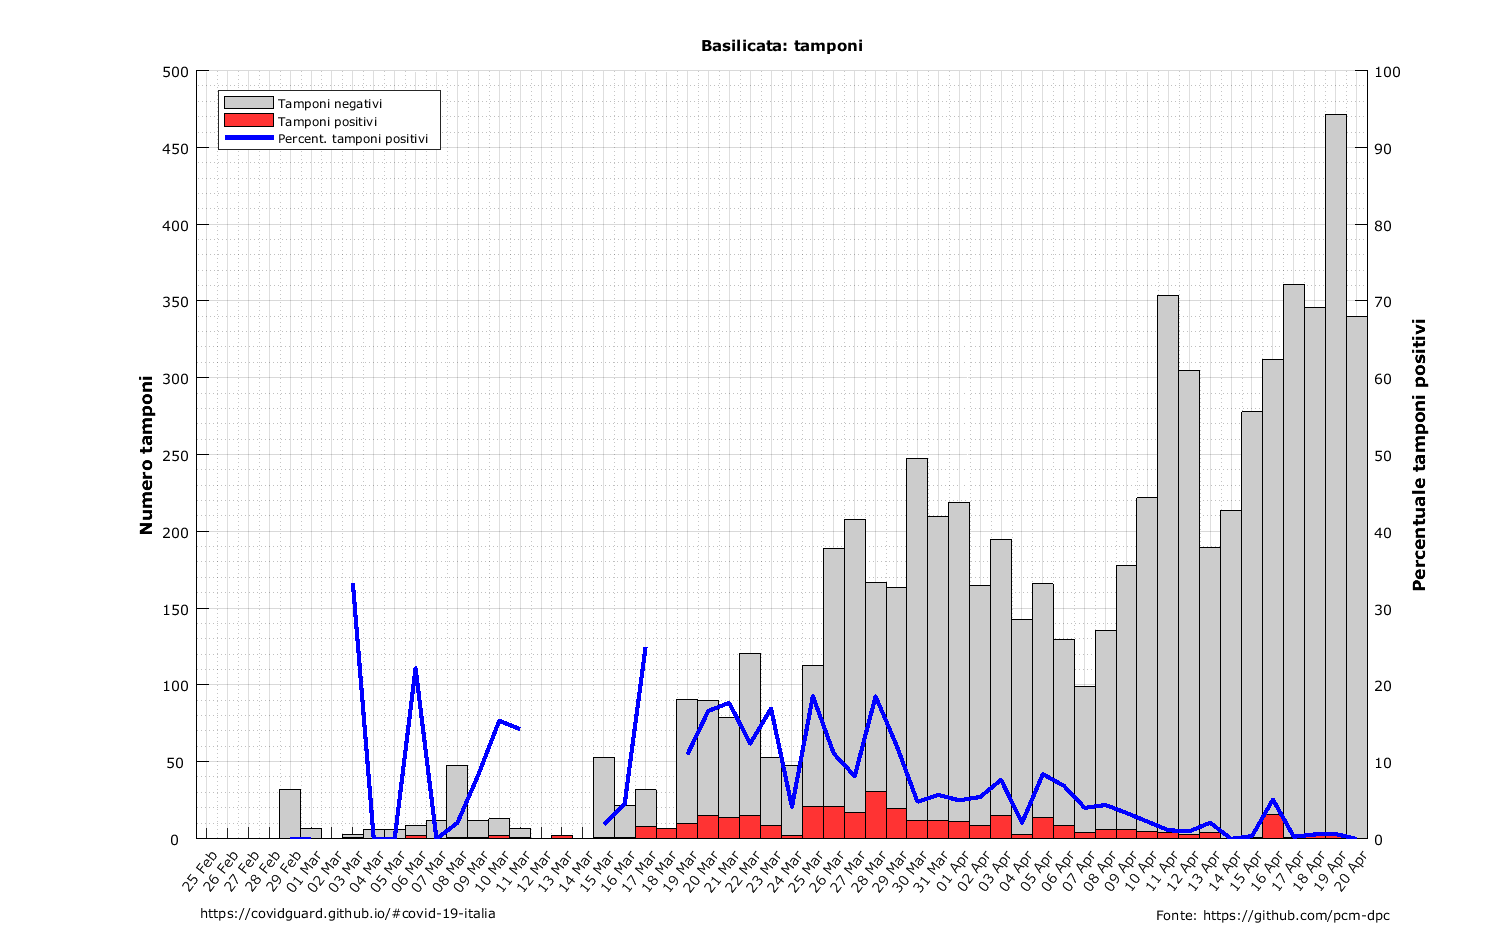 Basilicata: tamponi
Tamponi negativi
Tamponi positivi
Percent. tamponi positivi
Numero tamponi
500
450
400
350
300
250
200
150
100
50
0
100
90
80
70
60
50
40
30
20
10
0
Percentuale tamponi positivi
25 Feb
26 Feb
27 Feb
28 Feb
29 Feb
01 Mar
02 Mar
03 Mar
04 Mar
05 Mar
06 Mar
07 Mar
08 Mar
09 Mar
10 Mar
11 Mar
12 Mar
13 Mar
14 Mar
15 Mar
16 Mar
17 Mar
18 Mar
19 Mar
20 Mar
21 Mar
22 Mar
23 Mar
24 Mar
25 Mar
26 Mar
27 Mar
28 Mar
29 Mar
30 Mar
31 Mar
01 Apr
02 Apr
03 Apr
04 Apr
05 Apr
06 Apr
07 Apr
08 Apr
09 Apr
10 Apr
11 Apr
12 Apr
13 Apr
14 Apr
15 Apr
16 Apr
17 Apr
18 Apr
19 Apr
20 Apr
https://covidguard.github.io/#covid-19-italia
Fonte: https://github.com/pcm-dpc